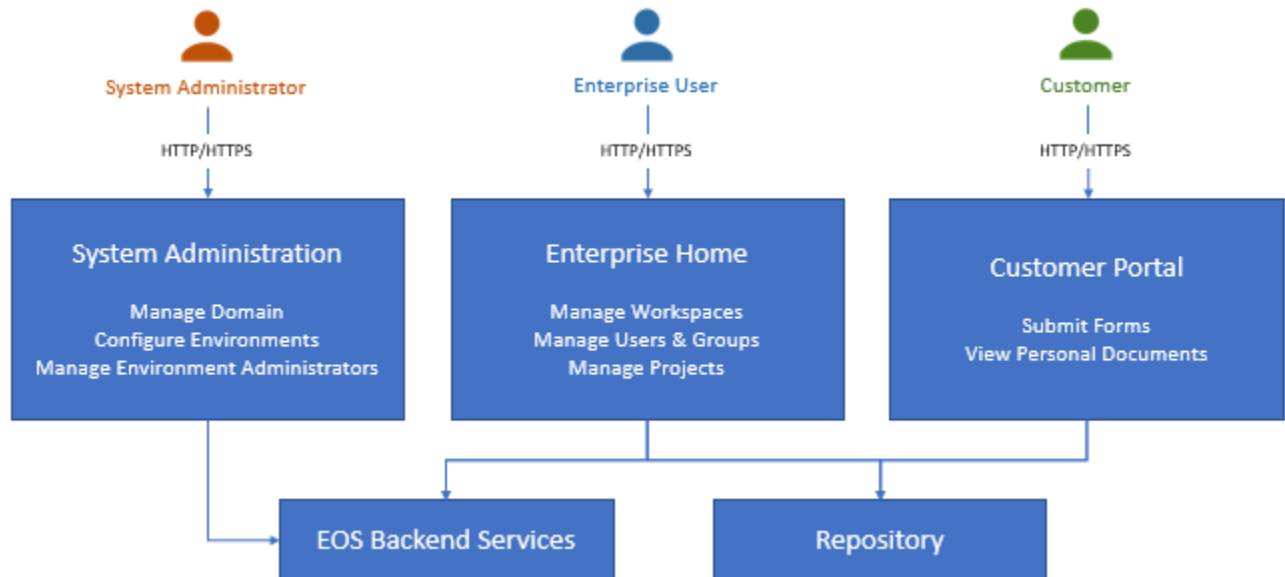 System Administrator
Enterprise User
Customer
HTTP/HTTPS
HTTP/HTTPS
HTTP/HTTPS
System Administration
Manage Domain
Configure Environments
Manage Environment Administrators
Enterprise Home
Manage Workspaces
Manage Users & Groups
Manage Projects
Customer Portal
Submit Forms
View Personal Documents
EOS Backend Services
Repository